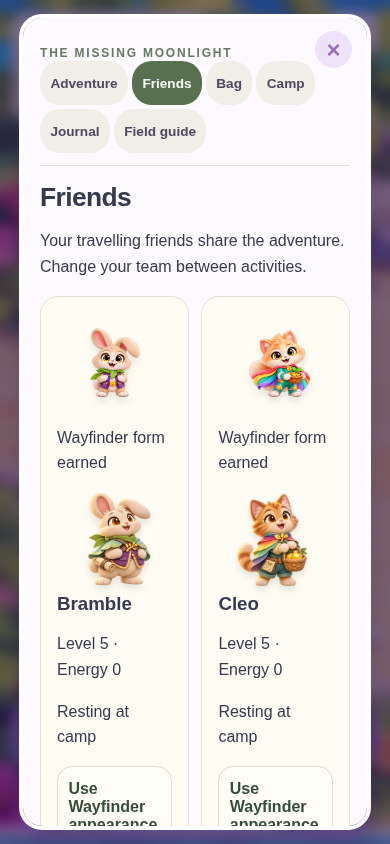 THE MISSING MOONLIGHT
×
Adventure Friends Bag Camp
Journal Field guide
Friends
Your travelling friends share the adventure.
Change your team between activities.
Wayfinder form
earned
Bramble
Level 5 ·
Energy 0
Resting at
camp
Use
Wayfinder
appearance
Wayfinder form
earned
Cleo
Level 5 ·
Energy 0
Resting at
camp
Use
Wayfinder
appearance